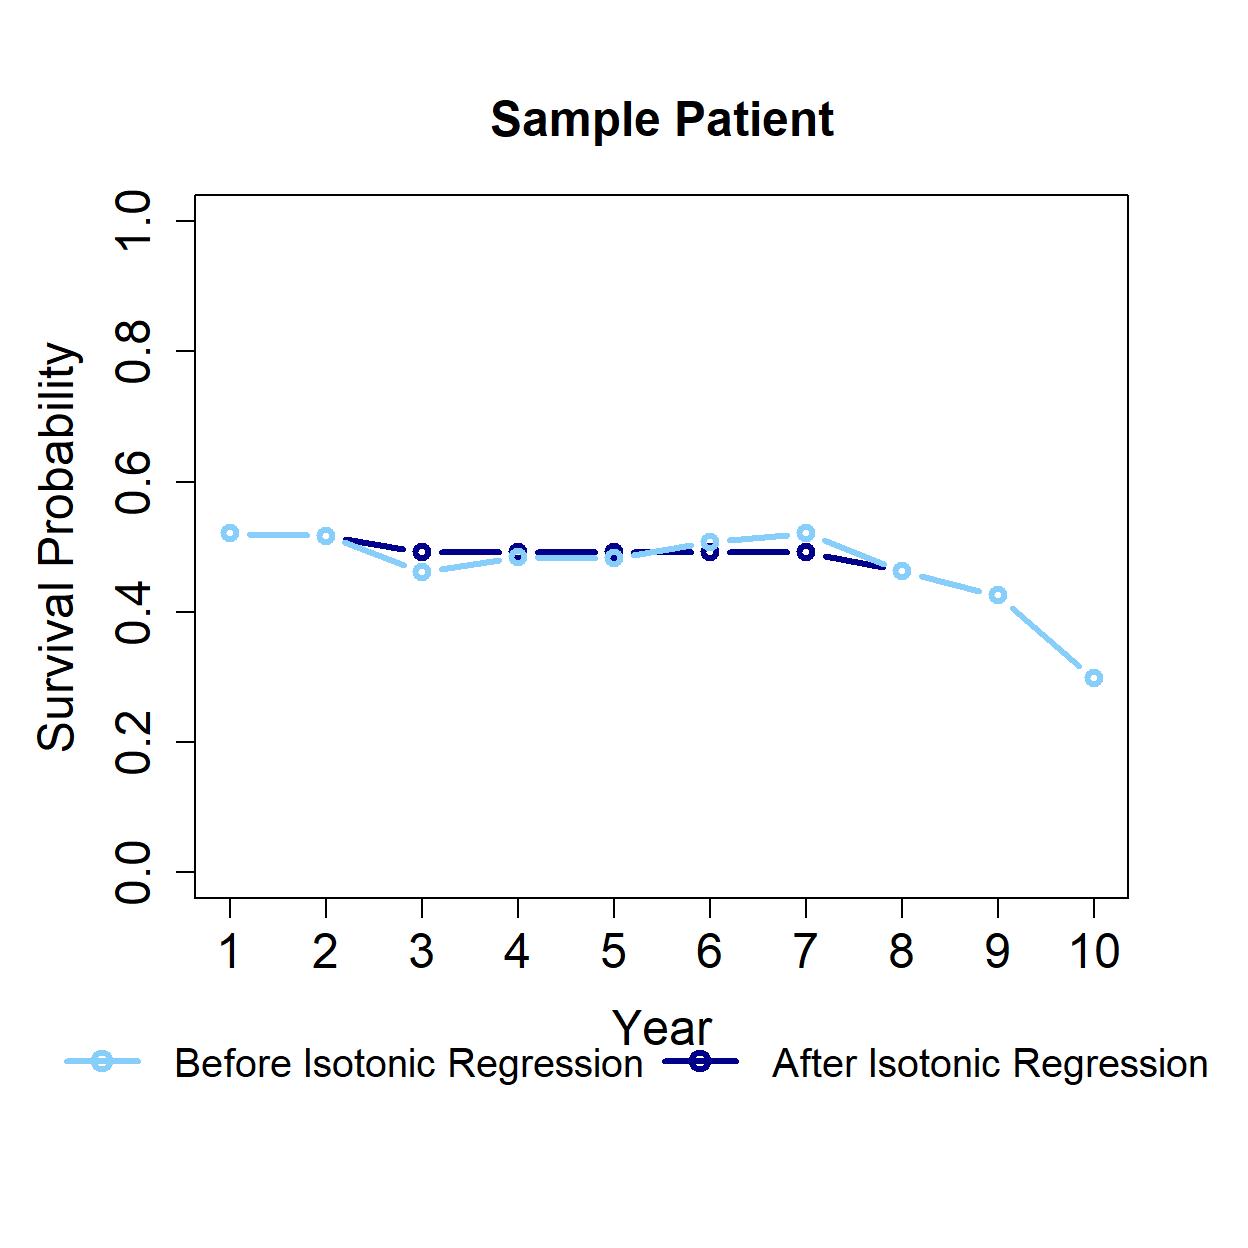 Sample Patient
Survival Probability
1.0
0.8
0.6
0.4
0.2
0.0
1 2 3 4 5 6 7 8 9 10
Year
Before Isotonic Regression After Isotonic Regression